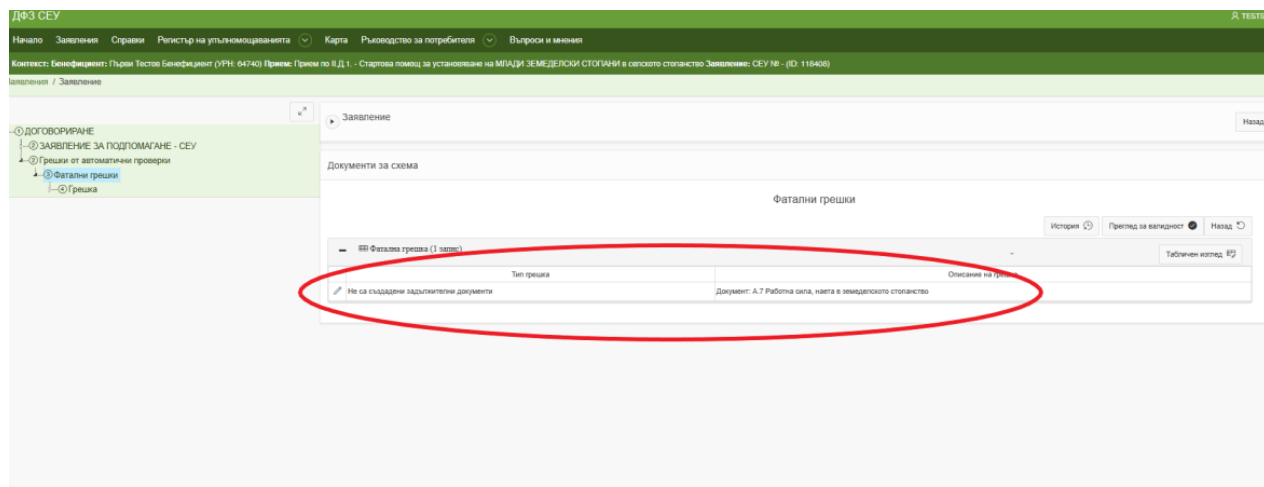 ДФЗ СЕУ
TESTS
Начало Заявления Справки Регистър на упълномощаванията Карта Ръководство за потребителя Въпроси и мнения
Контекст: Бенефициент: Първи Тестов Бенефициент (УРН: 64740) Прием: Прием по II.Д.1. - Стартова помощ за установяване на МЛАДИ ЗЕМЕДЕЛСКИ СТОПАНИ в селското стопанство Заявление: СЕУ № - (ID: 118408)
Заявления / Заявление
Заявление
Назад
1 ДОГОВОРИРАНЕ
2 ЗАЯВЛЕНИЕ ЗА ПОДПОМАГАНЕ - СЕУ
2 Грешки от автоматични проверки
3 Фатални грешки
4 Грешка
Документи за схема
Фатални грешки
История Преглед за валидност Назад
Фатална грешка (1 запис) - Табличен изглед
Тип грешка Описание на грешка
Не са създадени задължителни документи Документ: А.7 Работна сила, наета в земеделското стопанство